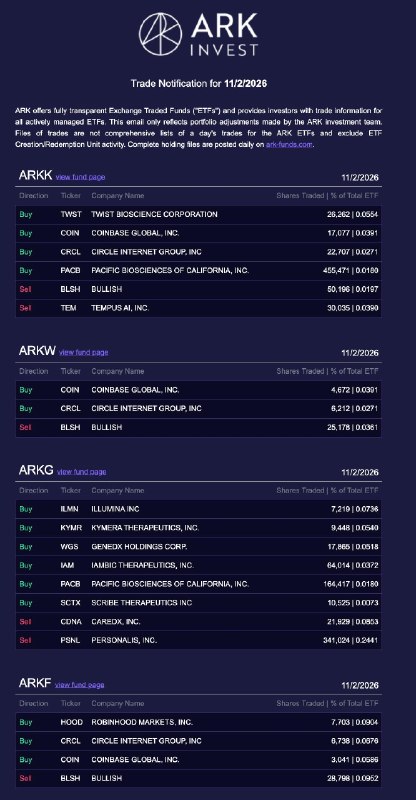 ARK
INVEST
Trade Notification for 11/2/2026
ARK offers fully transparent Exchange Traded Funds ("ETFs") and provides investors with trade information for
all actively managed ETFs. This email only reflects portfolio adjustments made by the ARK investment team.
Files of trades are not comprehensive lists of a day's trades for the ARK ETFs and exclude ETF
Creation/Redemption Unit activity. Complete holding files are posted daily on ark-funds.com.
ARKK view fund page 11/2/2026
Direction Ticker Company Name Shares Traded | % of Total ETF
Buy TWST TWIST BIOSCIENCE CORPORATION 26,262 | 0.0554
Buy COIN COINBASE GLOBAL, INC. 17,077 | 0.0391
Buy CRCL CIRCLE INTERNET GROUP, INC 22,707 | 0.0271
Buy PACB PACIFIC BIOSCIENCES OF CALIFORNIA, INC. 455,471 | 0.0160
Sell BLSH BULLISH 50,196 | 0.0197
Sell TEM TEMPUS AI, INC. 30,035 | 0.0390
ARKW view fund page 11/2/2026
Direction Ticker Company Name Shares Traded | % of Total ETF
Buy COIN COINBASE GLOBAL, INC. 4,672 | 0.0391
Buy CRCL CIRCLE INTERNET GROUP, INC 6,212 | 0.0271
Sell BLSH BULLISH 25,178 | 0.0361
ARKG view fund page 11/2/2026
Direction Ticker Company Name Shares Traded | % of Total ETF
Buy ILMN ILLUMINA INC 7,219 | 0.0736
Buy KYMR KYMERA THERAPEUTICS, INC. 9,448 | 0.0540
Buy WGS GENEDX HOLDINGS CORP. 17,865 | 0.0518
Buy IAM IAMBIC THERAPEUTICS, INC. 64,014 | 0.0372
Buy PACB PACIFIC BIOSCIENCES OF CALIFORNIA, INC. 164,417 | 0.0180
Buy SCTX SCRIBE THERAPEUTICS INC 10,525 | 0.0073
Sell CDNA CAREDX, INC. 21,929 | 0.0853
Sell PSNL PERSONALIS, INC. 341,024 | 0.2441
ARKF view fund page 11/2/2026
Direction Ticker Company Name Shares Traded | % of Total ETF
Buy HOOD ROBINHOOD MARKETS, INC. 7,703 | 0.0904
Buy CRCL CIRCLE INTERNET GROUP, INC 6,738 | 0.0676
Buy COIN COINBASE GLOBAL, INC. 3,041 | 0.0586
Sell BLSH BULLISH 28,798 | 0.0952